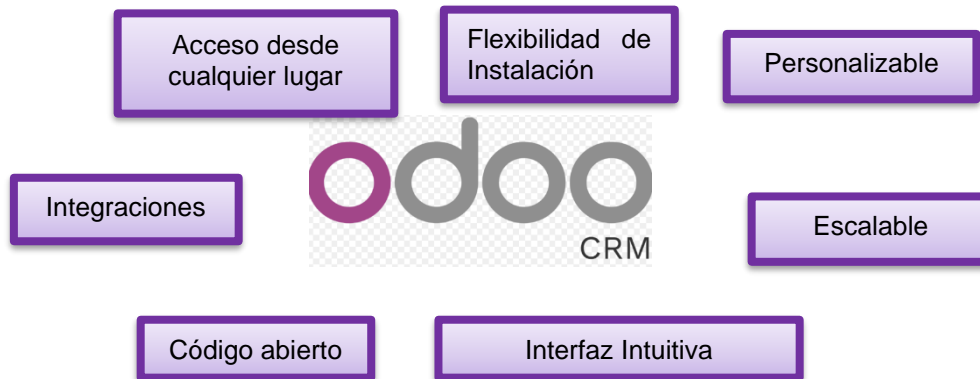 Acceso desde
cualquier lugar
Flexibilidad de
Instalación
Personalizable
odoo
CRM
Integraciones
Escalable
Código abierto
Interfaz Intuitiva